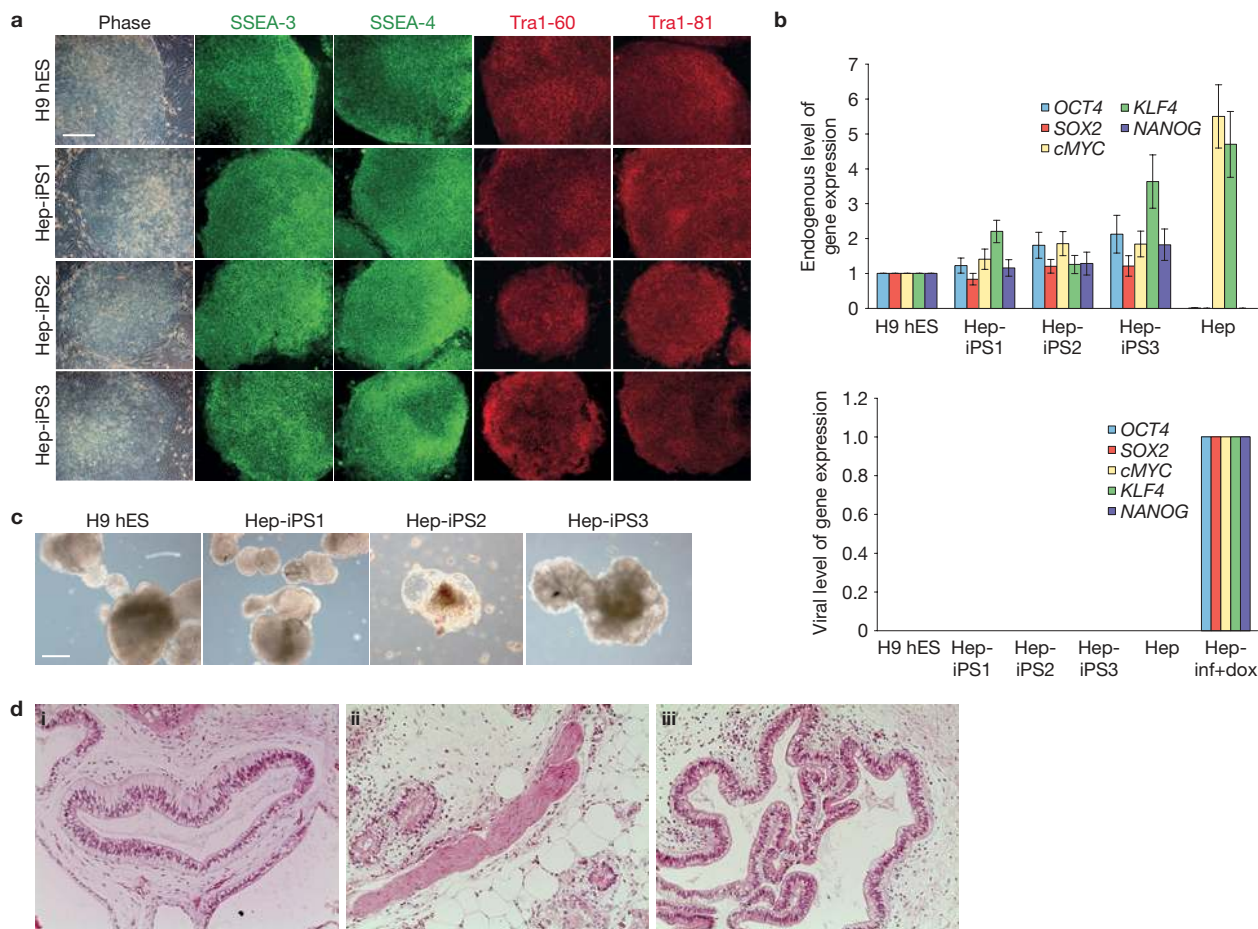 a
Phase
SSEA-3
SSEA-4
Tra1-60
Tra1-81
H9 hES
Hep-iPS1
Hep-iPS2
Hep-iPS3
b
Endogenous level of
gene expression
7
6
5
4
3
2
1
0
OCT4
SOX2
cMYC
KLF4
NANOG
H9 hES
Hep-
iPS1
Hep-
iPS2
Hep-
iPS3
Hep
Viral level of gene expression
1.2
1.0
0.8
0.6
0.4
0.2
0
OCT4
SOX2
cMYC
KLF4
NANOG
H9 hES
Hep-
iPS1
Hep-
iPS2
Hep-
iPS3
Hep
Hep-
inf+dox
c
H9 hES
Hep-iPS1
Hep-iPS2
Hep-iPS3
d
i
ii
iii